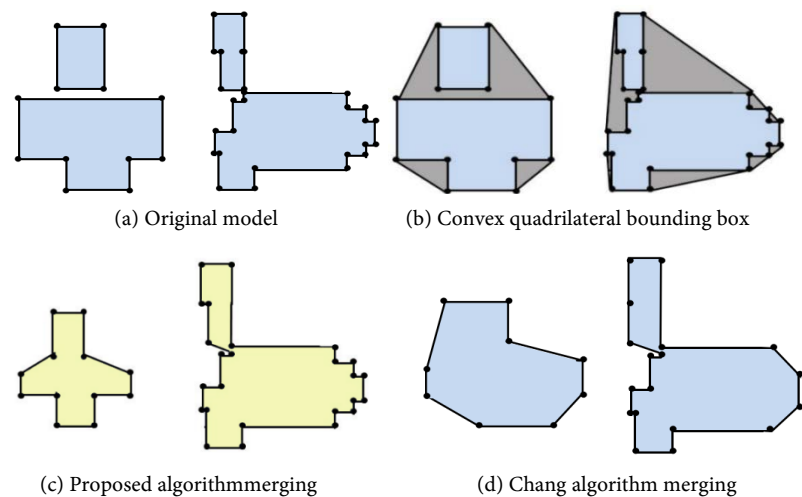 (a) Original model
(b) Convex quadrilateral bounding box
(c) Proposed algorithmmerging
(d) Chang algorithm merging